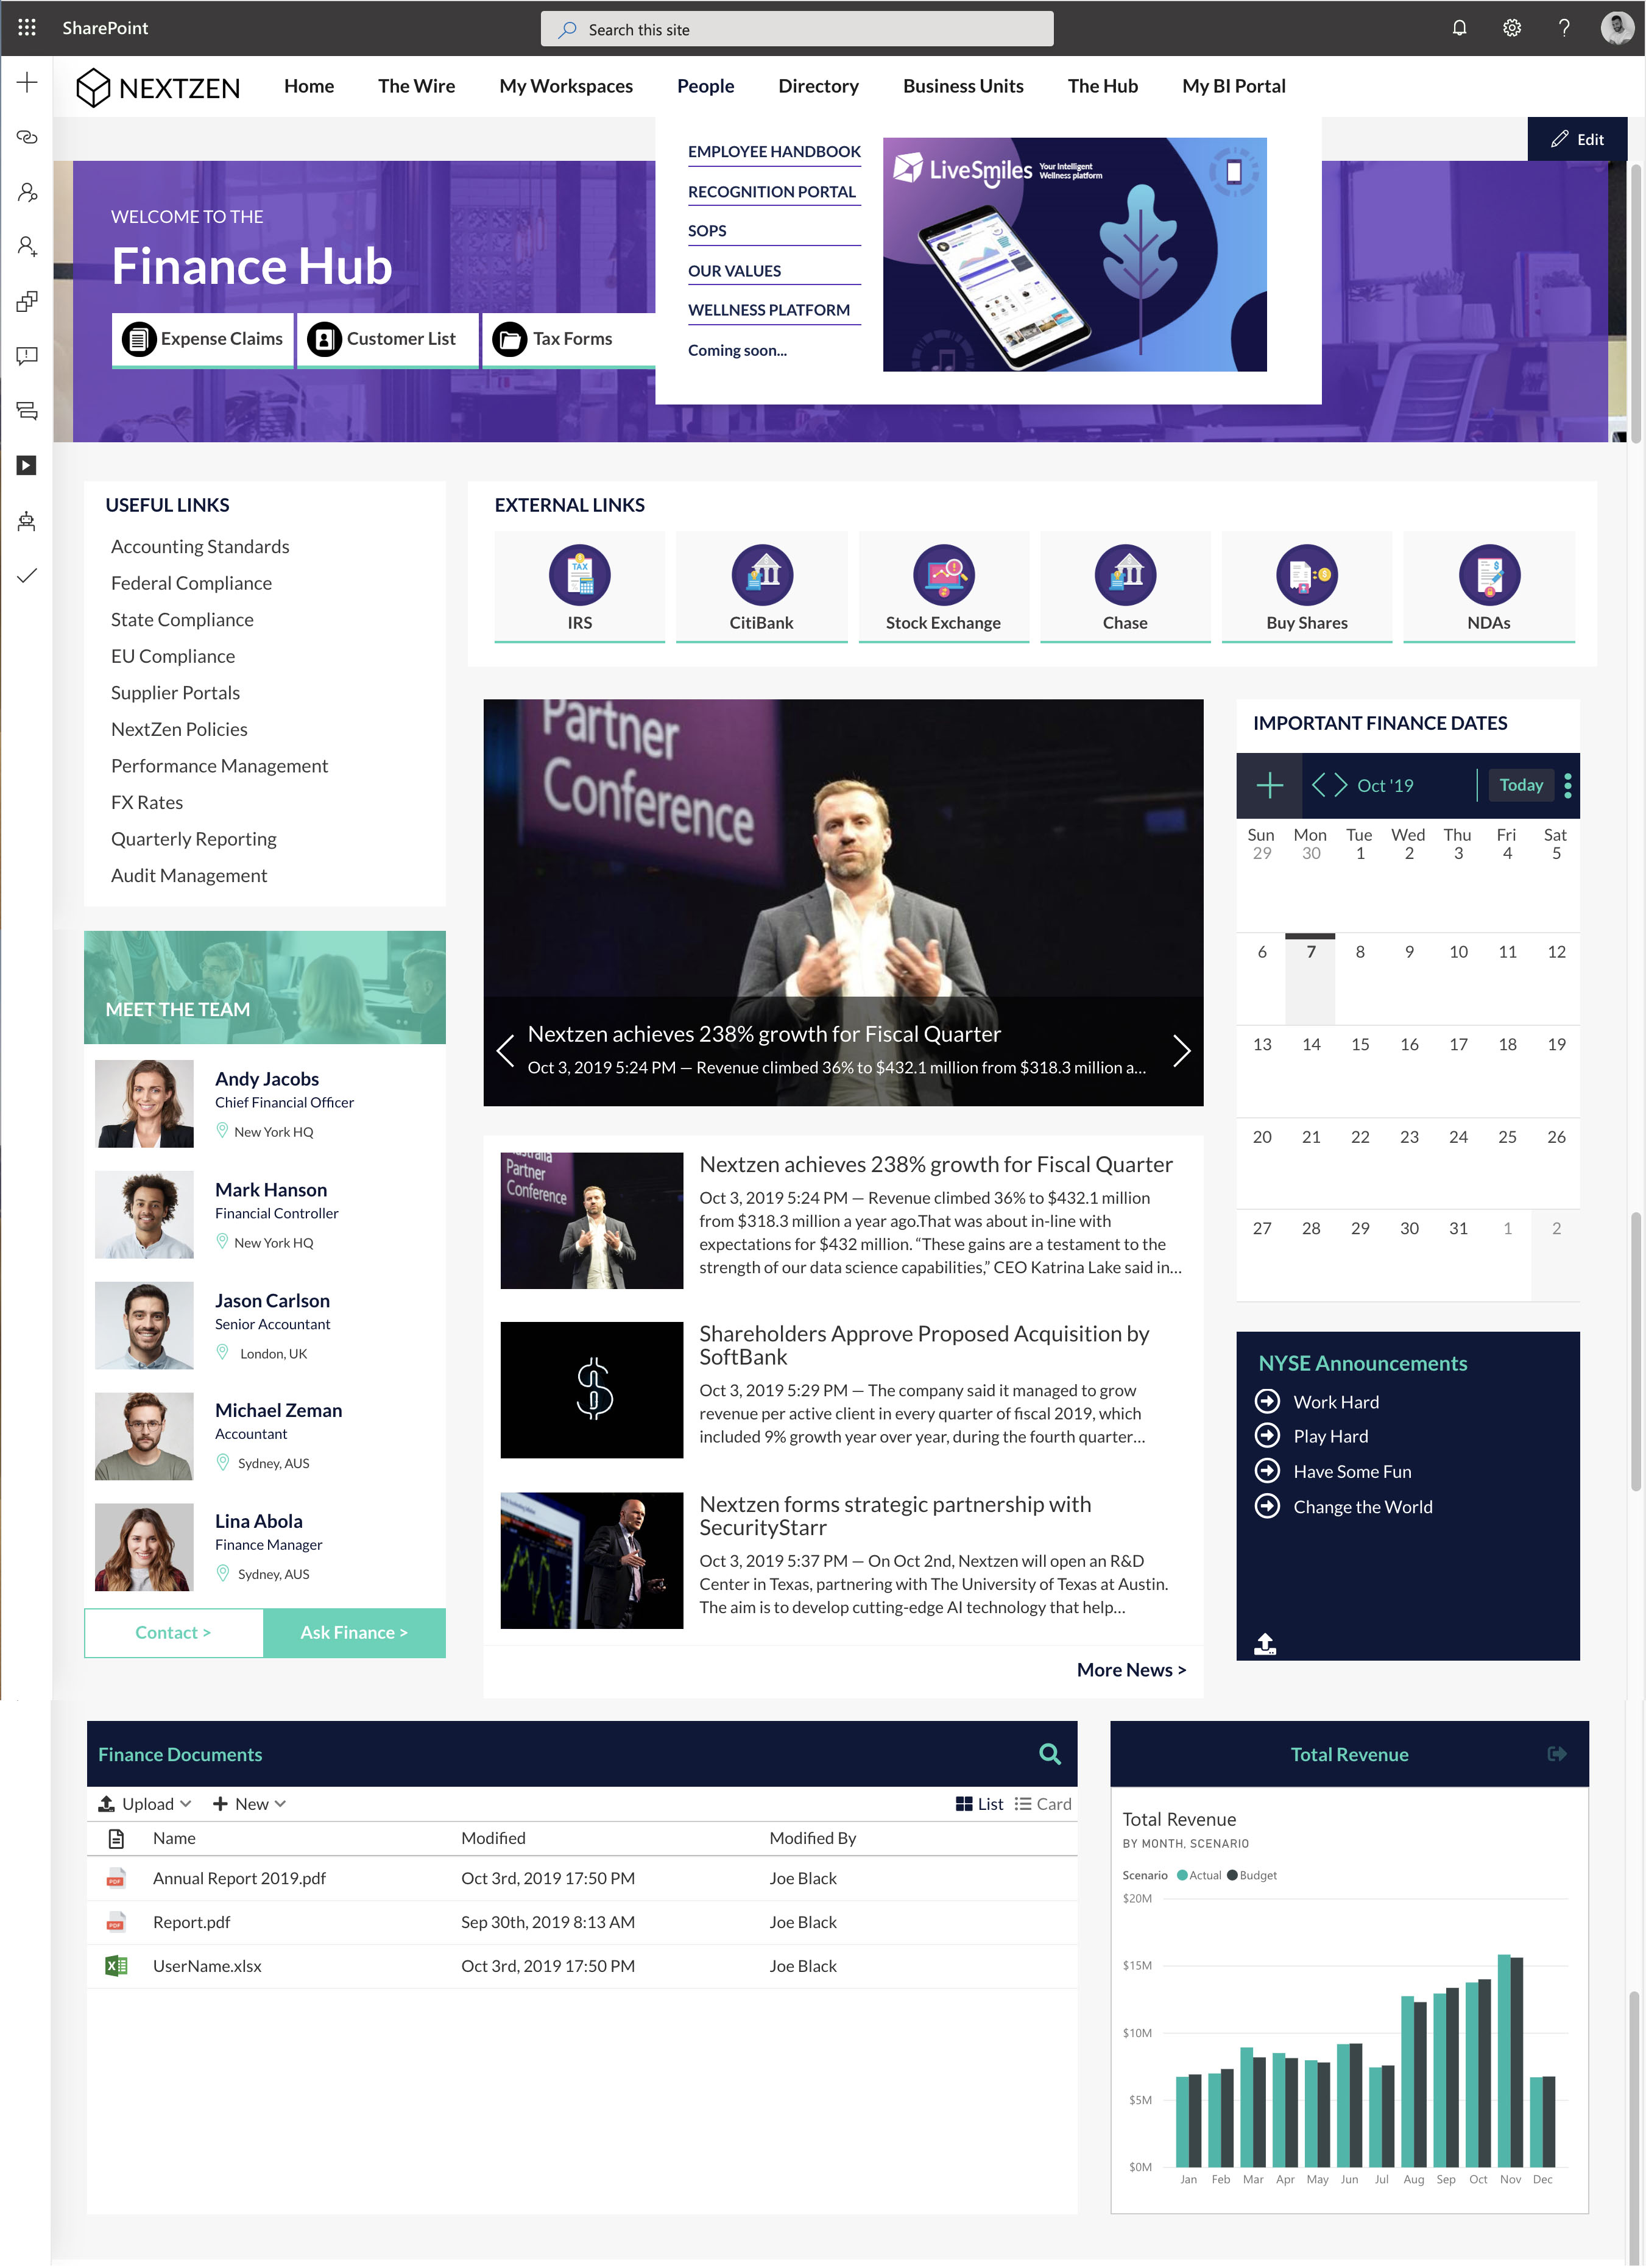 SharePoint
Search this site
NEXTZEN
Home The Wire My Workspaces People Directory Business Units The Hub My BI Portal
Edit
EMPLOYEE HANDBOOK
RECOGNITION PORTAL
SOPS
OUR VALUES
WELLNESS PLATFORM
Coming soon...
LiveSmiles
Your Intelligent
Wellness platform
WELCOME TO THE
Finance Hub
Expense Claims Customer List Tax Forms
USEFUL LINKS
Accounting Standards
Federal Compliance
State Compliance
EU Compliance
Supplier Portals
NextZen Policies
Performance Management
FX Rates
Quarterly Reporting
Audit Management
EXTERNAL LINKS
TAX
IRS CitiBank Stock Exchange Chase Buy Shares NDAs
MEET THE TEAM
Andy Jacobs
Chief Financial Officer
New York HQ
Mark Hanson
Financial Controller
New York HQ
Jason Carlson
Senior Accountant
London, UK
Michael Zeman
Accountant
Sydney, AUS
Lina Abola
Finance Manager
Sydney, AUS
Contact > Ask Finance >
Partner
Conference
Nextzen achieves 238% growth for Fiscal Quarter
Oct 3, 2019 5:24 PM — Revenue climbed 36% to $432.1 million from $318.3 million a...
Partner
Conference
Nextzen achieves 238% growth for Fiscal Quarter
Oct 3, 2019 5:24 PM — Revenue climbed 36% to $432.1 million
from $318.3 million a year ago.That was about in-line with
expectations for $432 million. “These gains are a testament to the
strength of our data science capabilities,” CEO Katrina Lake said in...
Shareholders Approve Proposed Acquisition by
SoftBank
Oct 3, 2019 5:29 PM — The company said it managed to grow
revenue per active client in every quarter of fiscal 2019, which
included 9% growth year over year, during the fourth quarter...
Nextzen forms strategic partnership with
SecurityStarr
Oct 3, 2019 5:37 PM — On Oct 2nd, Nextzen will open an R&D
Center in Texas, partnering with The University of Texas at Austin.
The aim is to develop cutting-edge AI technology that help...
More News >
IMPORTANT FINANCE DATES
Oct '19 Today
Sun Mon Tue Wed Thu Fri Sat
29 30 1 2 3 4 5
6 7 8 9 10 11 12
13 14 15 16 17 18 19
20 21 22 23 24 25 26
27 28 29 30 31 1 2
NYSE Announcements
Work Hard
Play Hard
Have Some Fun
Change the World
Finance Documents
Upload New List Card
Name Modified Modified By
PDF Annual Report 2019.pdf Oct 3rd, 2019 17:50 PM Joe Black
PDF Report.pdf Sep 30th, 2019 8:13 AM Joe Black
UserName.xlsx Oct 3rd, 2019 17:50 PM Joe Black
Total Revenue
Total Revenue
BY MONTH, SCENARIO
Scenario Actual Budget
$20M
$15M
$10M
$5M
$0M
Jan Feb Mar Apr May Jun Jul Aug Sep Oct Nov Dec